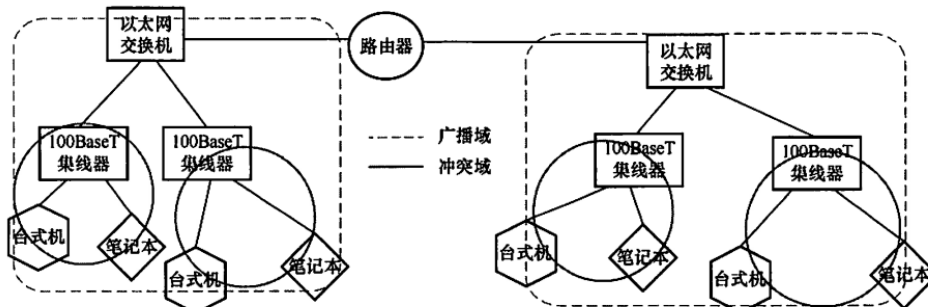 以太网
交换机
路由器
以太网
交换机
100BaseT
集线器
100BaseT
集线器
广播域
冲突域
100BaseT
集线器
100BaseT
集线器
台式机
笔记本
台式机
笔记本
台式机
笔记本
台式机
笔记本